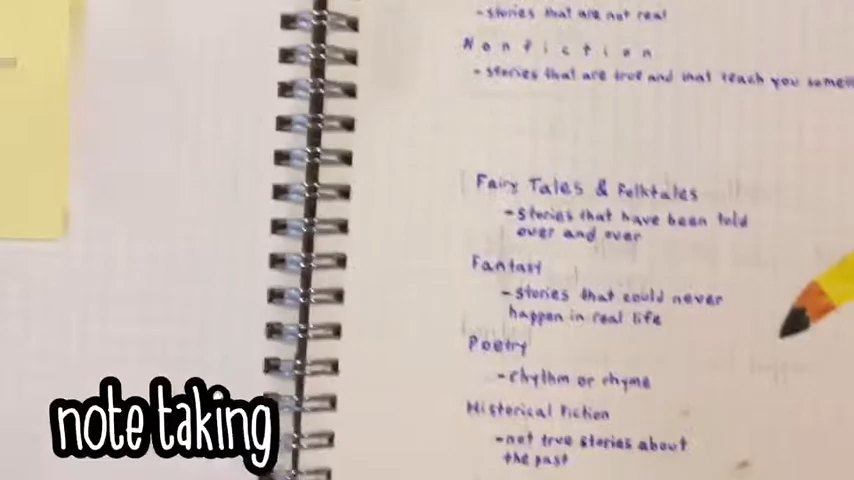 -stories that are not real
Nonfiction
-stories that are true and that teach you
Fairy Tales & Folktales
-stories that have been told
over and over
Fantasy
-stories that could never
happen in real life
Poetry
-rhythm or rhyme
Historical Fiction
-not true stories about
the past
note taking